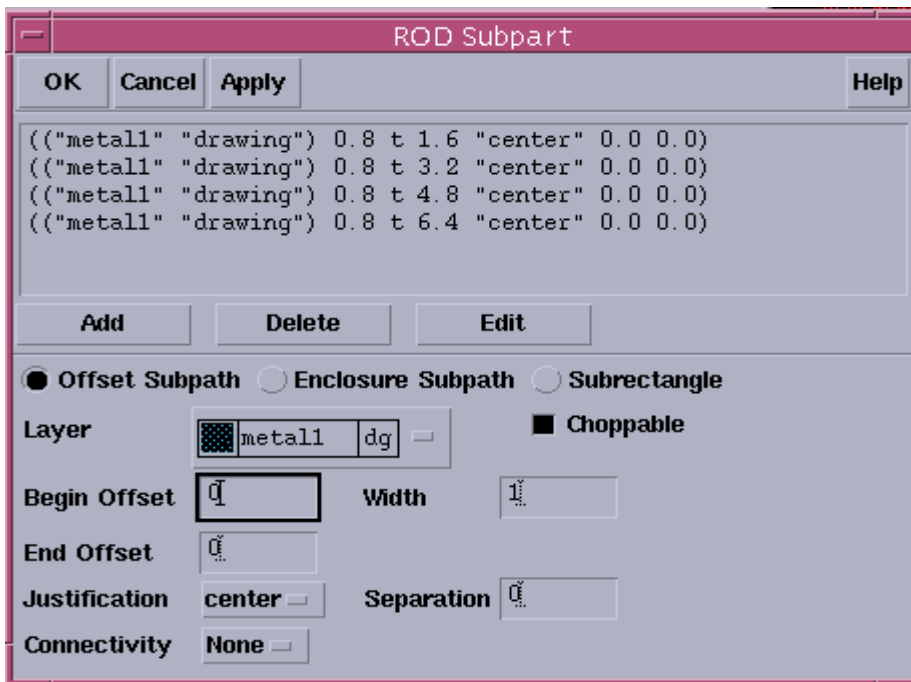 ROD Subpart
OK Cancel Apply Help
(("metal1" "drawing") 0.8 t 1.6 "center" 0.0 0.0)
(("metal1" "drawing") 0.8 t 3.2 "center" 0.0 0.0)
(("metal1" "drawing") 0.8 t 4.8 "center" 0.0 0.0)
(("metal1" "drawing") 0.8 t 6.4 "center" 0.0 0.0)
Add Delete Edit
Offset Subpath Enclosure Subpath Subrectangle
Layer metal1 dg Choppable
Begin Offset 0 Width 1
End Offset 0
Justification center Separation 0
Connectivity None